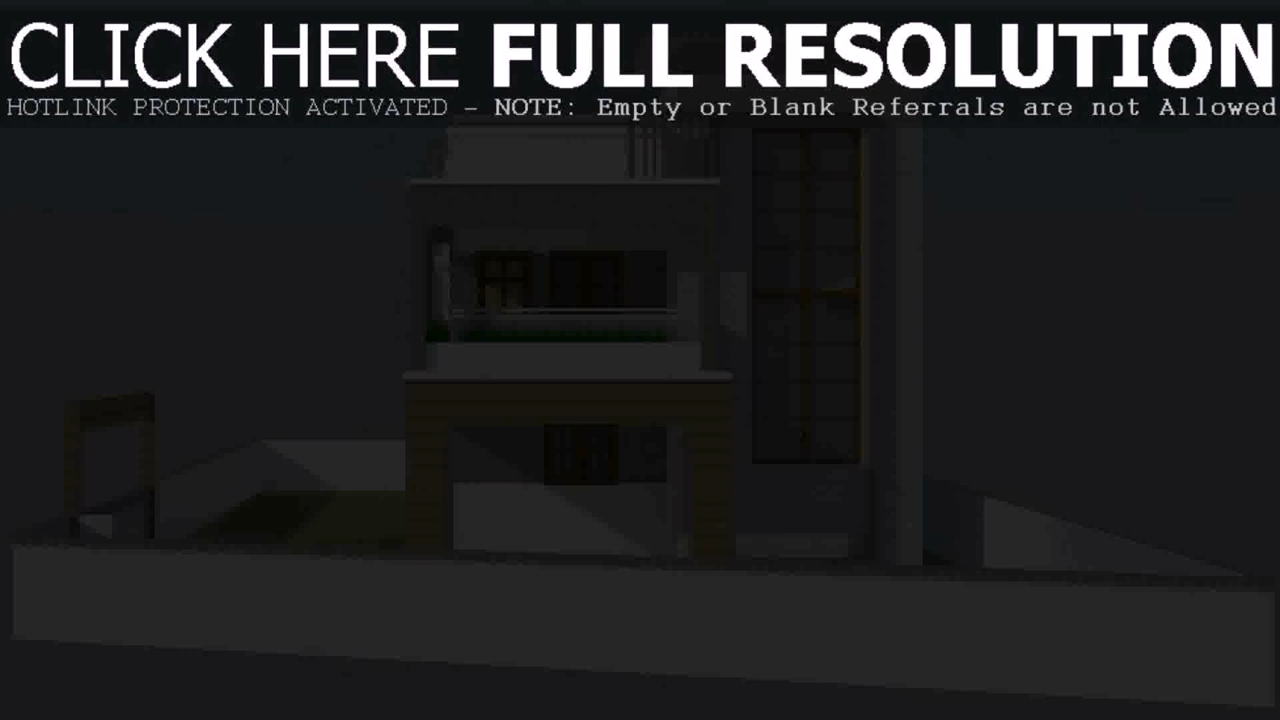 CLICK HERE FULL RESOLUTION
HOTLINK PROTECTION ACTIVATED - NOTE: Empty or Blank Referrals are not Allowed